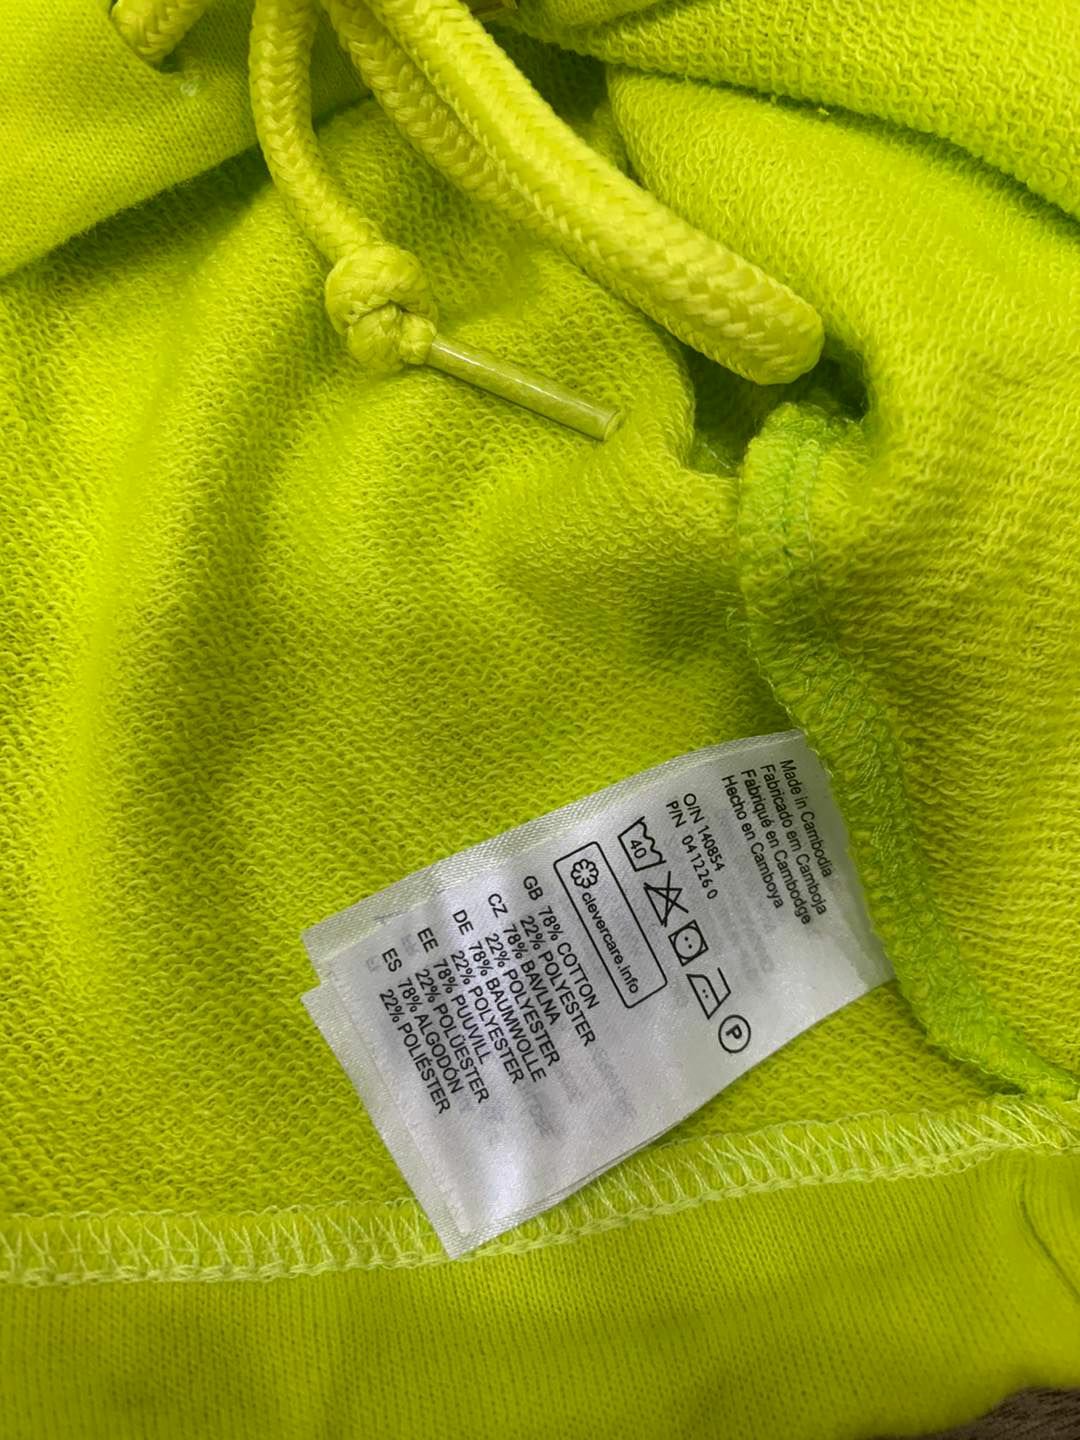 Made in Cambodia
Fabricado em Camboja
Fabriqué en Cambodge
Hecho en Camboya
O/N 140854
P/N 041226 0
40
P
clevercare.info
GB 78% COTTON
22% POLYESTER
CZ 78% BAVLNA
22% POLYESTER
DE 78% BAUMWOLLE
22% POLYESTER
EE 78% PUUVILL
22% POLÜESTER
ES 78% ALGODÓN
22% POLIÉSTER